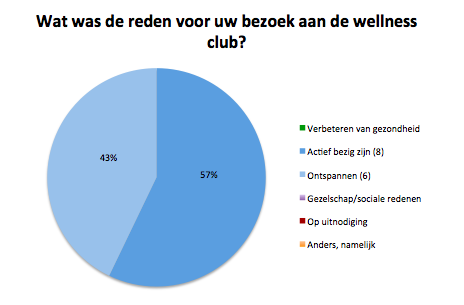 Wat was de reden voor uw bezoek aan de wellness
club?
43%
57%
Verbeteren van gezondheid
Actief bezig zijn (8)
Ontspannen (6)
Gezelschap/sociale redenen
Op uitnodiging
Anders, namelijk